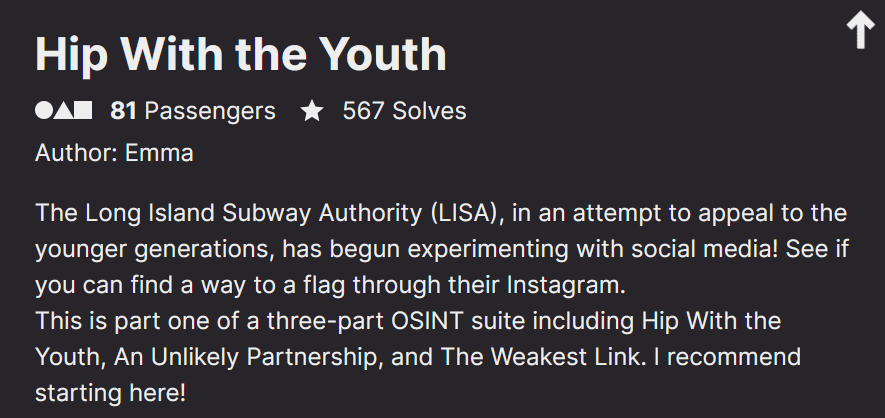 Hip With the Youth
81 Passengers 567 Solves
Author: Emma
The Long Island Subway Authority (LISA), in an attempt to appeal to the
younger generations, has begun experimenting with social media! See if
you can find a way to a flag through their Instagram.
This is part one of a three-part OSINT suite including Hip With the
Youth, An Unlikely Partnership, and The Weakest Link. I recommend
starting here!